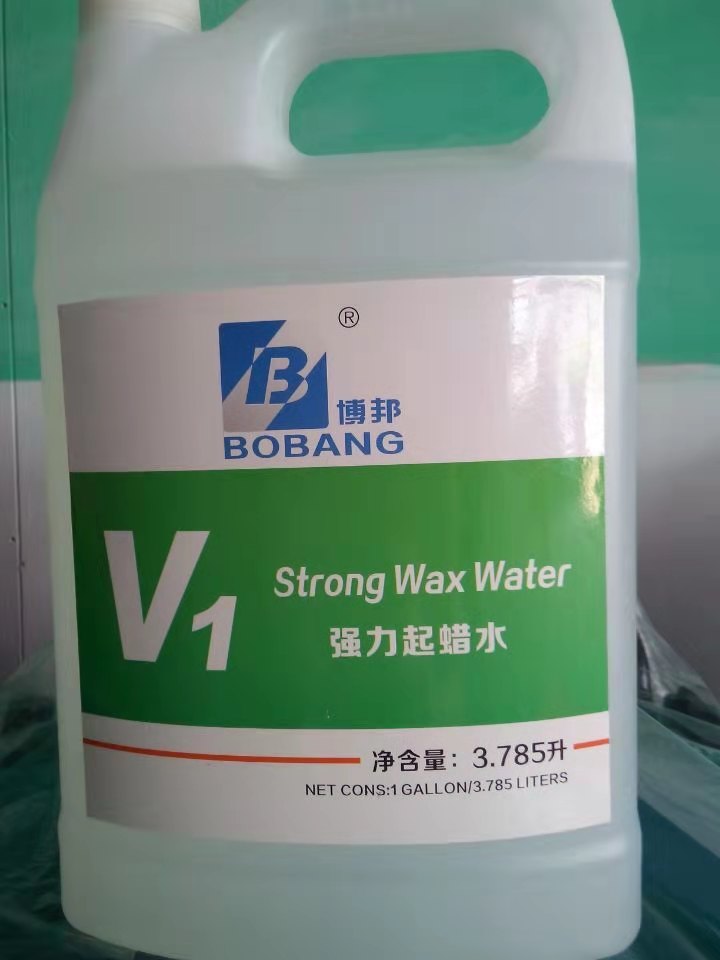 ®
B
博邦
BOBANG
V1
Strong Wax Water
强力起蜡水
净含量：3.785升
NET CONS:1 GALLON/3.785 LITERS